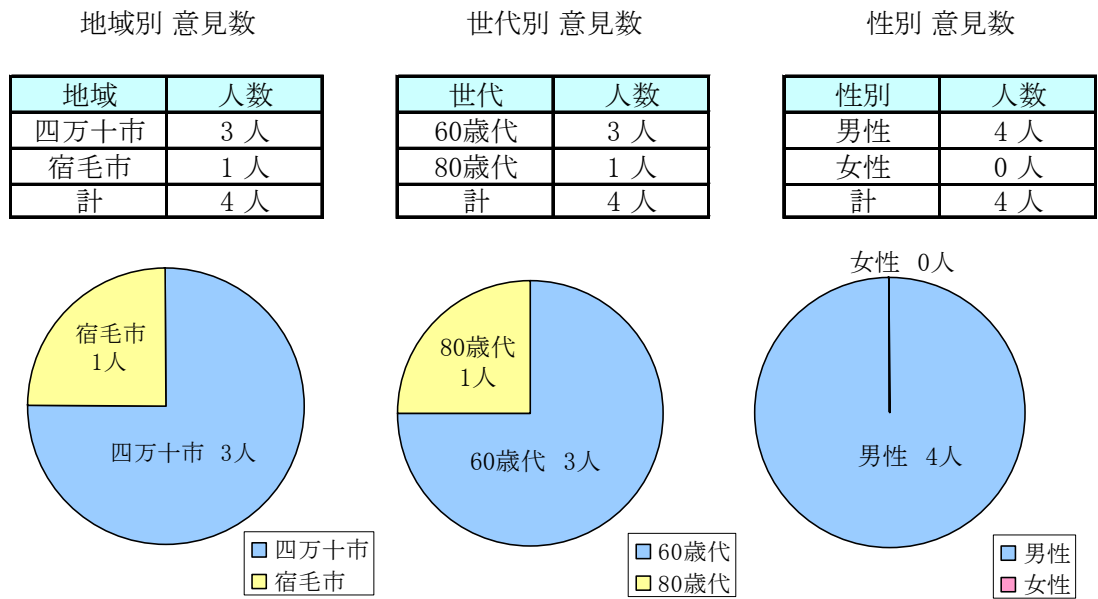 地域別 意見数
世代別 意見数
性別 意見数
地域 人数
四万十市 3 人
宿毛市 1 人
計 4 人
世代 人数
60歳代 3 人
80歳代 1 人
計 4 人
性別 人数
男性 4 人
女性 0 人
計 4 人
宿毛市
1人
四万十市 3人
四万十市
宿毛市
80歳代
1人
60歳代 3人
60歳代
80歳代
女性 0人
男性 4人
男性
女性